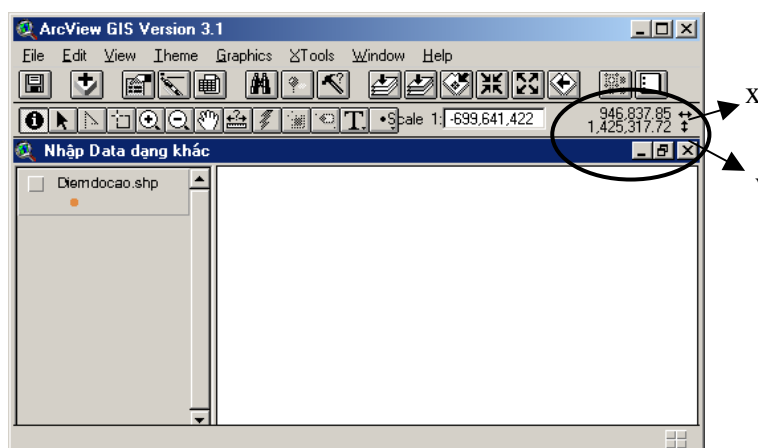 ArcView GIS Version 3.1
File Edit View Theme Graphics XTools Window Help
T Scale 1: -699,641,422 946,837.85
1,425,317.72
X
Nhập Data dạng khác
Diemdocao.shp